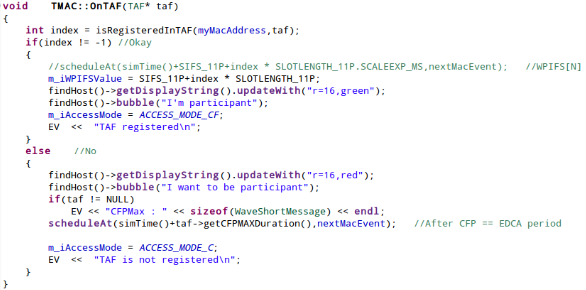 void    TMAC::OnTAF(TAF* taf)
{
    int index = isRegisteredInTAF(myMacAddress,taf);
    if(index != -1) //Okay
    {
        //scheduleAt(simTime()+SIFS_11P+index * SLOTLENGTH_11P.SCALEEXP_MS,nextMacEvent);   //WPIFS[N]
        m_iWPIFSValue = SIFS_11P+index * SLOTLENGTH_11P;
        findHost()->getDisplayString().updateWith("r=16,green");
        findHost()->bubble("I'm participant");
        m_iAccessMode = ACCESS_MODE_CF;
        EV  <<  "TAF registered\n";
    }
    else    //No
    {
        findHost()->getDisplayString().updateWith("r=16,red");
        findHost()->bubble("I want to be participant");
        if(taf != NULL)
            EV << "CFPMax : " << sizeof(WaveShortMessage) << endl;
        scheduleAt(simTime()+taf->getCFPMAXDuration(),nextMacEvent);   //After CFP == EDCA period

        m_iAccessMode = ACCESS_MODE_C;
        EV  <<  "TAF is not registered\n";
    }
}